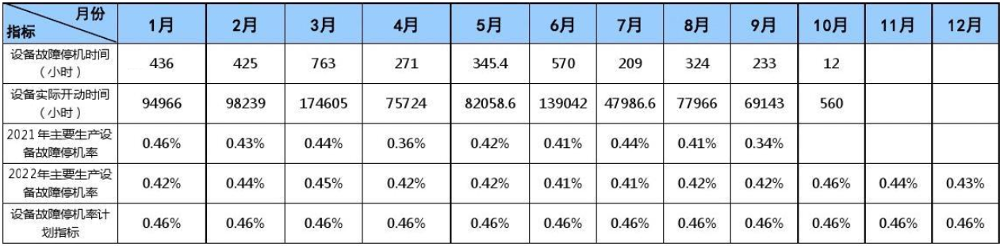 月份
指标 1月 2月 3月 4月 5月 6月 7月 8月 9月 10月 11月 12月
设备故障停机时间
（小时） 436 425 763 271 345.4 570 209 324 233 12
设备实际开动时间
（小时） 94966 98239 174605 75724 82058.6 139042 47986.6 77966 69143 560
2021年主要生产设
备故障停机率 0.46% 0.43% 0.44% 0.36% 0.42% 0.41% 0.44% 0.41% 0.34%
2022年主要生产设
备故障停机率 0.42% 0.44% 0.45% 0.42% 0.42% 0.41% 0.41% 0.42% 0.42% 0.46% 0.44% 0.43%
设备故障停机率计
划指标 0.46% 0.46% 0.46% 0.46% 0.46% 0.46% 0.46% 0.46% 0.46% 0.46% 0.46% 0.46%